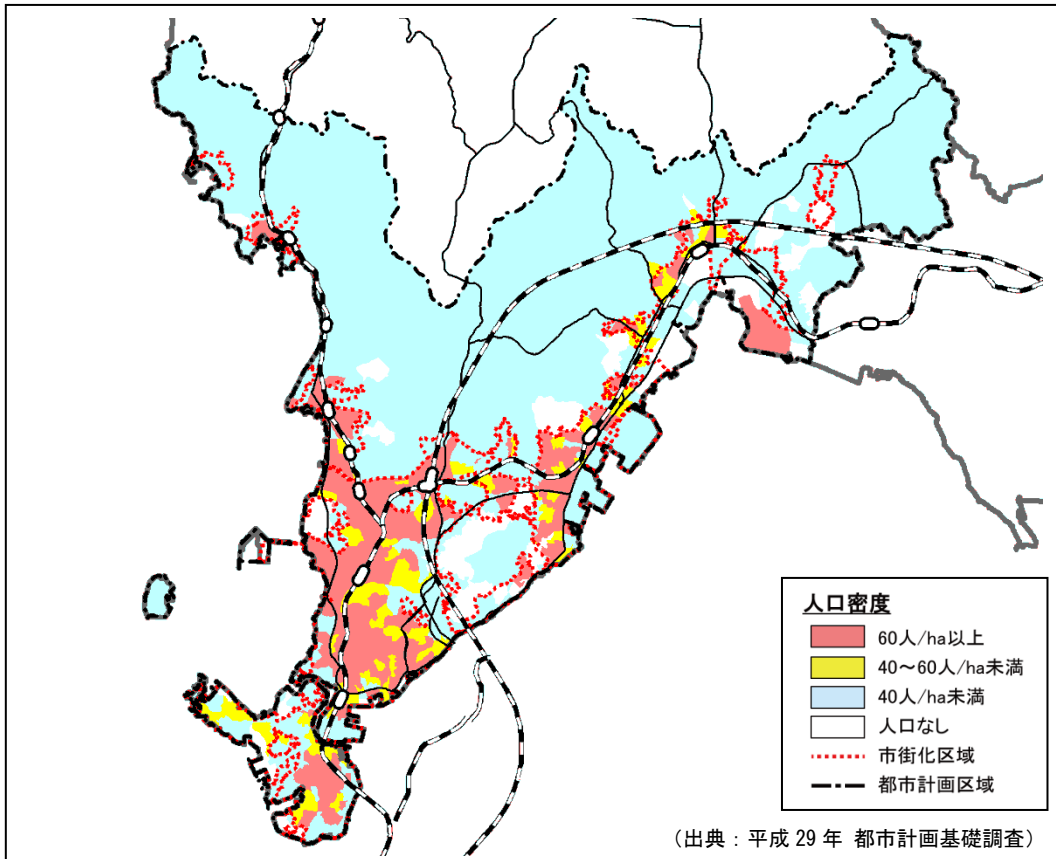 人口密度
60人/ha以上
40～60人/ha未満
40人/ha未満
人口なし
市街化区域
都市計画区域
（出典：平成 29 年 都市計画基礎調査）